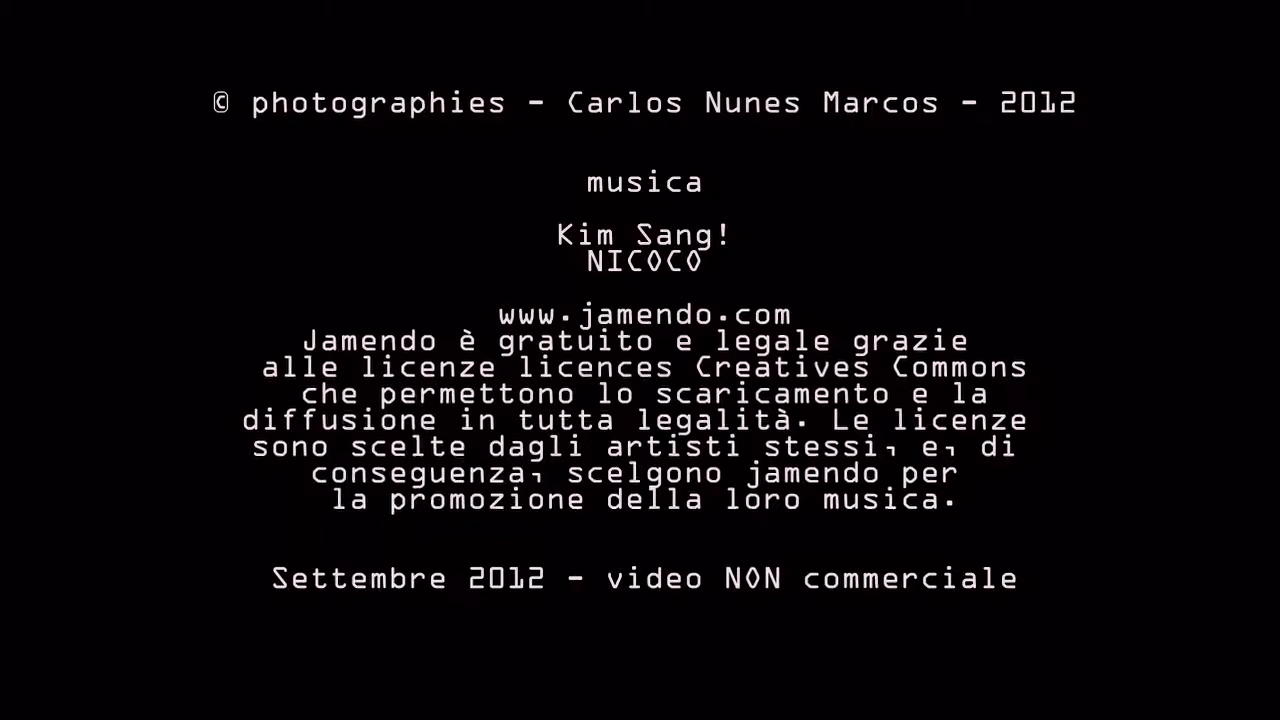 © photographies - Carlos Nunes Marcos - 2012
musica
Kim Sang!
NICOCO
www.jamendo.com
Jamendo è gratuito e legale grazie
alle licenze licences Creatives Commons
che permettono lo scaricamento e la
diffusione in tutta legalità. Le licenze
sono scelte dagli artisti stessi, e, di
conseguenza, scelgono jamendo per
la promozione della loro musica.
Settembre 2012 - video NON commerciale